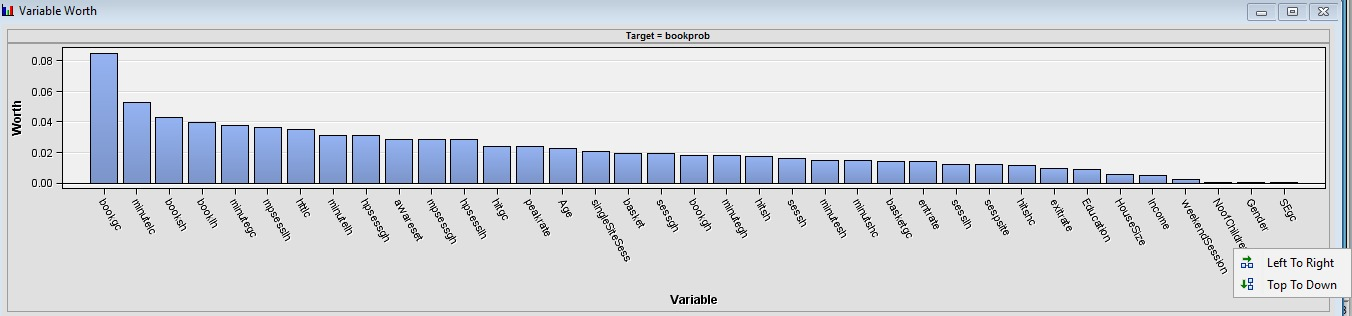 Variable Worth
Target = bookprob
Worth
0.08
0.06
0.04
0.02
0.00
bookgc
minutelc
booksh
booklh
minutegc
mpsesslh
hitlc
minutelh
hpsessgh
awareset
mpsessgh
hpsesslh
hitgc
peakrate
Age
singleSiteSess
basket
sessgh
bookgh
minutegh
hitsh
sessh
minutesh
minutshc
basketgc
entrate
sesslh
sespsite
hitshc
exitrate
Education
HouseSize
Income
weekendSession
Gender
SEgc
Variable
Left To Right
Top To Down